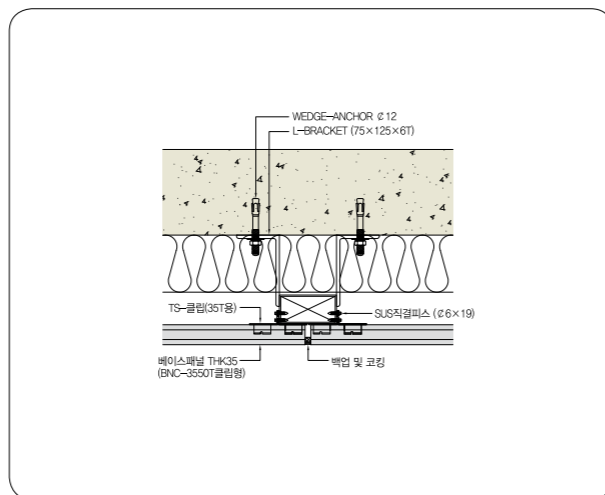 WEDGE-ANCHOR ¢12
L-BRACKET (75×125×6T)
TS-클립(35T용)
SUS직결피스 (¢6×19)
베이스패널 THK35
(BNC-3550T클립형)
백업 및 코킹